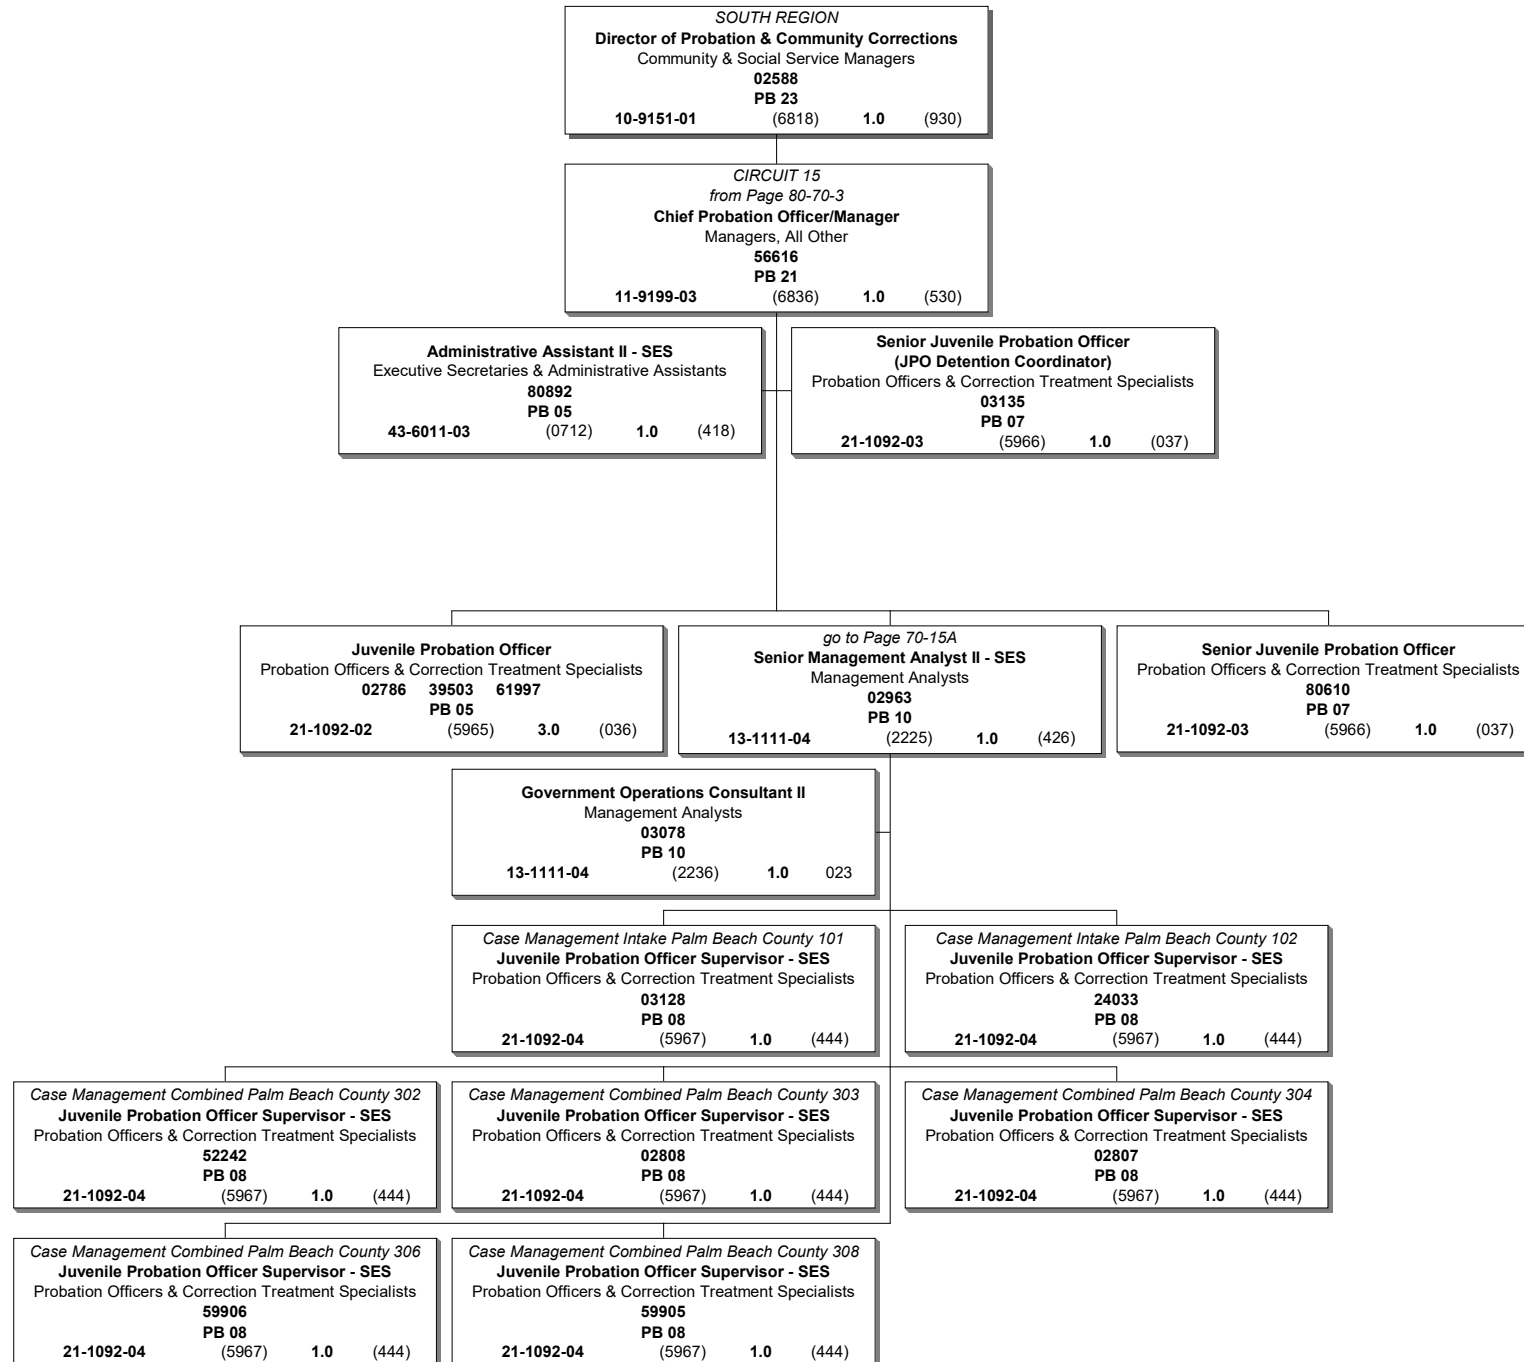 SOUTH REGION
Director of Probation & Community Corrections
Community & Social Service Managers
02588
PB 23
10-9151-01 (6818) 1.0 (930)
CIRCUIT 15
from Page 80-70-3
Chief Probation Officer/Manager
Managers, All Other
56616
PB 21
11-9199-03 (6836) 1.0 (530)
Administrative Assistant II - SES
Executive Secretaries & Administrative Assistants
80892
PB 05
43-6011-03 (0712) 1.0 (418)
Senior Juvenile Probation Officer
(JPO Detention Coordinator)
Probation Officers & Correction Treatment Specialists
03135
PB 07
21-1092-03 (5966) 1.0 (037)
Juvenile Probation Officer
Probation Officers & Correction Treatment Specialists
02786 39503 61997
PB 05
21-1092-02 (5965) 3.0 (036)
go to Page 70-15A
Senior Management Analyst II - SES
Management Analysts
02963
PB 10
13-1111-04 (2225) 1.0 (426)
Senior Juvenile Probation Officer
Probation Officers & Correction Treatment Specialists
80610
PB 07
21-1092-03 (5966) 1.0 (037)
Government Operations Consultant II
Management Analysts
03078
PB 10
13-1111-04 (2236) 1.0 023
Case Management Intake Palm Beach County 101
Juvenile Probation Officer Supervisor - SES
Probation Officers & Correction Treatment Specialists
03128
PB 08
21-1092-04 (5967) 1.0 (444)
Case Management Intake Palm Beach County 102
Juvenile Probation Officer Supervisor - SES
Probation Officers & Correction Treatment Specialists
24033
PB 08
21-1092-04 (5967) 1.0 (444)
Case Management Combined Palm Beach County 302
Juvenile Probation Officer Supervisor - SES
Probation Officers & Correction Treatment Specialists
52242
PB 08
21-1092-04 (5967) 1.0 (444)
Case Management Combined Palm Beach County 303
Juvenile Probation Officer Supervisor - SES
Probation Officers & Correction Treatment Specialists
02808
PB 08
21-1092-04 (5967) 1.0 (444)
Case Management Combined Palm Beach County 304
Juvenile Probation Officer Supervisor - SES
Probation Officers & Correction Treatment Specialists
02807
PB 08
21-1092-04 (5967) 1.0 (444)
Case Management Combined Palm Beach County 306
Juvenile Probation Officer Supervisor - SES
Probation Officers & Correction Treatment Specialists
59906
PB 08
21-1092-04 (5967) 1.0 (444)
Case Management Combined Palm Beach County 308
Juvenile Probation Officer Supervisor - SES
Probation Officers & Correction Treatment Specialists
59905
PB 08
21-1092-04 (5967) 1.0 (444)